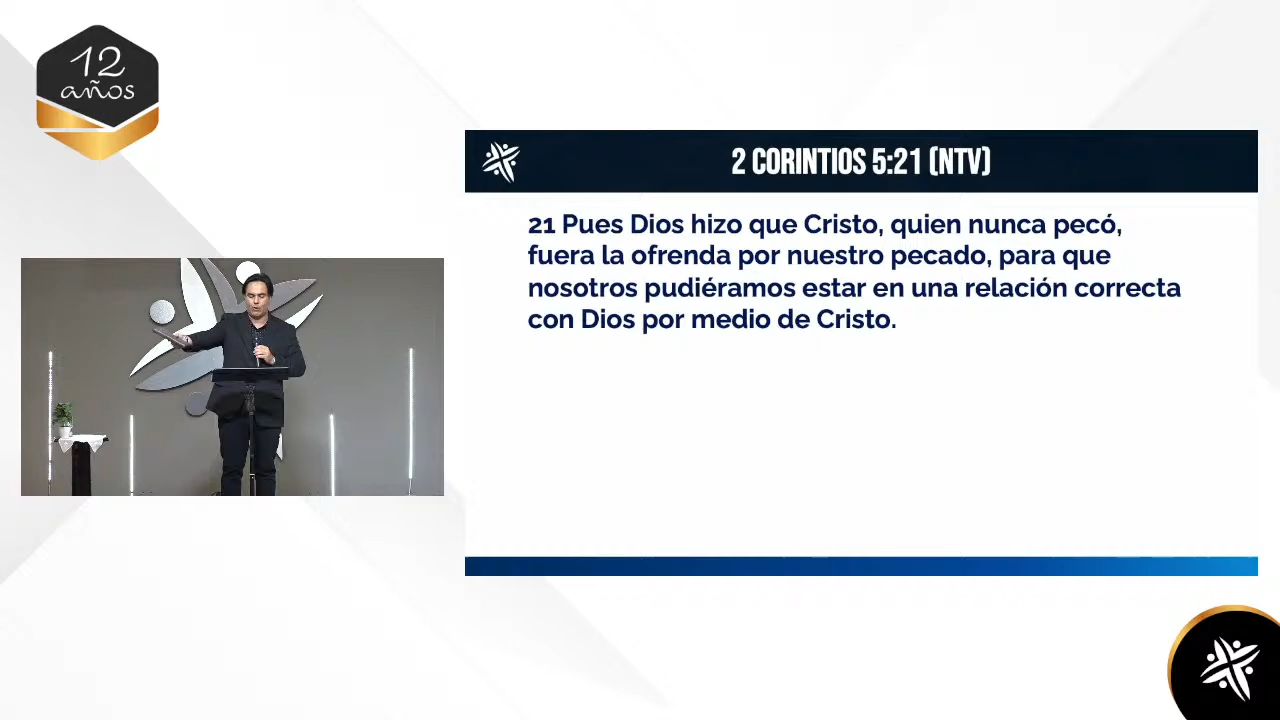 12
años
2 CORINTIOS 5:21 (NTV)
21 Pues Dios hizo que Cristo, quien nunca pecó,
fuera la ofrenda por nuestro pecado, para que
nosotros pudiéramos estar en una relación correcta
con Dios por medio de Cristo.